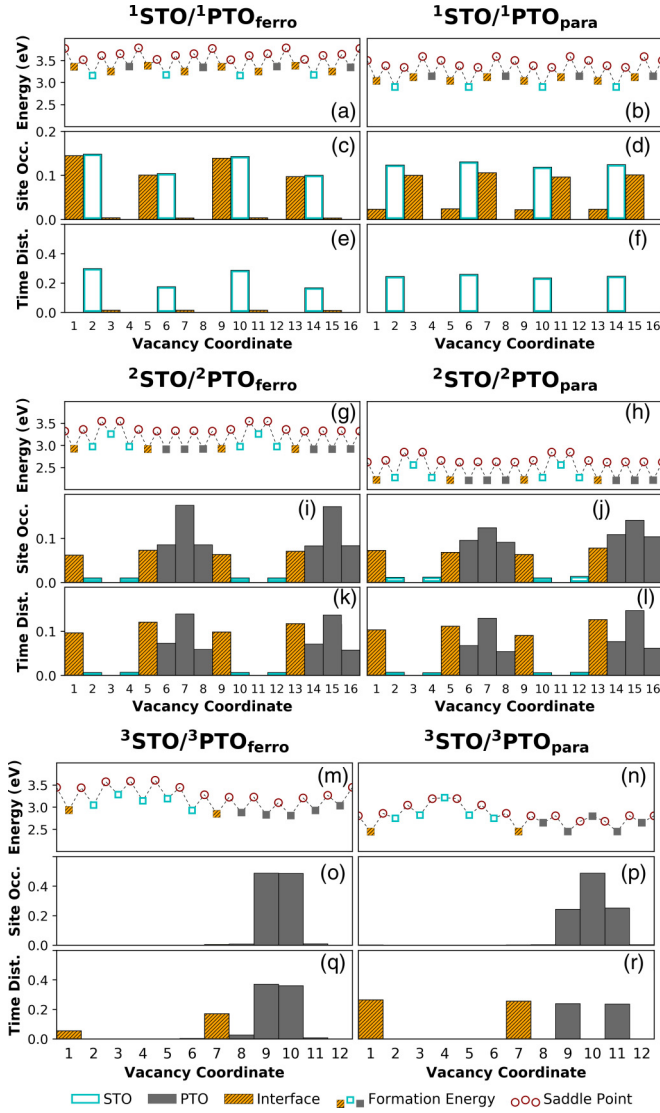 ¹STO/¹PTO_ferro ¹STO/¹PTO_para
Energy (eV) 3.5 3.0 2.5 (a) (b)
Site Occ. 0.2 0.1 0.0 (c) (d)
Time Dist. 0.6 0.4 0.2 0.0 (e) (f)
1 2 3 4 5 6 7 8 9 10 11 12 13 14 15 16 1 2 3 4 5 6 7 8 9 10 11 12 13 14 15 16
Vacancy Coordinate Vacancy Coordinate
²STO/²PTO_ferro ²STO/²PTO_para
Energy (eV) 3.5 3.0 2.5 (g) (h)
Site Occ. 0.1 0.0 (i) (j)
Time Dist. 0.1 0.0 (k) (l)
1 2 3 4 5 6 7 8 9 10 11 12 13 14 15 16 1 2 3 4 5 6 7 8 9 10 11 12 13 14 15 16
Vacancy Coordinate Vacancy Coordinate
³STO/³PTO_ferro ³STO/³PTO_para
Energy (eV) 3.5 3.0 2.5 (m) (n)
Site Occ. 0.4 0.2 0.0 (o) (p)
Time Dist. 0.4 0.2 0.0 (q) (r)
1 2 3 4 5 6 7 8 9 10 11 12 1 2 3 4 5 6 7 8 9 10 11 12
Vacancy Coordinate Vacancy Coordinate
STO PTO Interface Formation Energy Saddle Point